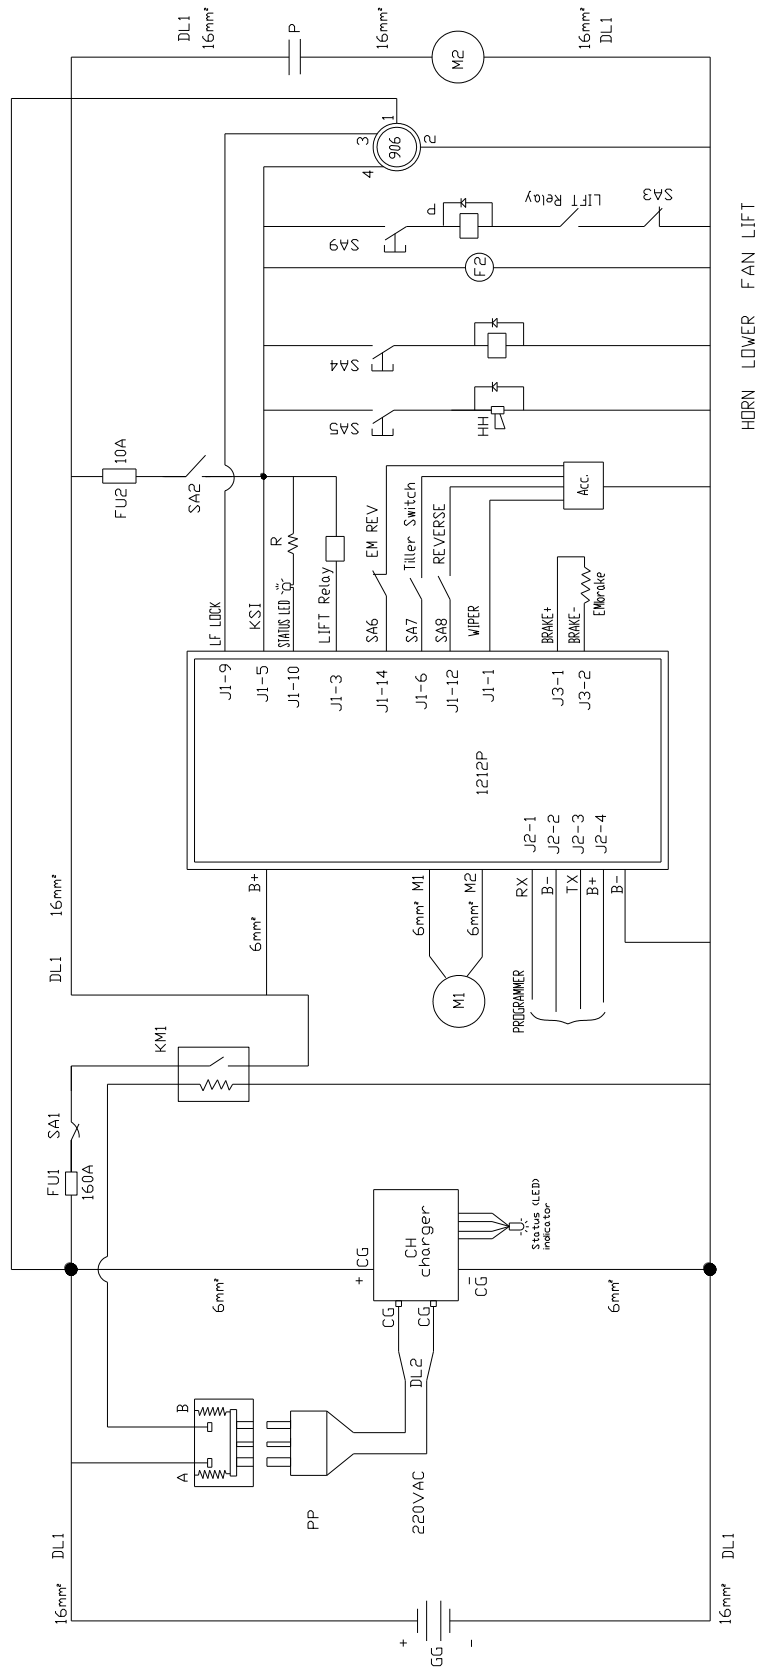 DL1
16mm²
P
16mm²
M2
16mm²
DL1
1
3
906
2
4
SA9
P
LIFT Relay
SA3
F2
SA4
SA5
HH
HORN LOWER FAN LIFT
FU2
10A
SA2
R
STATUS LED
LIFT Relay
LF LOCK
KSI
EM REV
Tiller Switch
REVERSE
SA6
SA7
SA8
WIPER
ACC.
BRAKE+
BRAKE-
EMbrake
J1-9
J1-5
J1-10
J1-3
J1-14
J1-6
J1-12
J1-1
J3-1
J3-2
1212P
J2-1
J2-2
J2-3
J2-4
B+
6mm²
6mm² M1
6mm² M2
M1
RX
B-
TX
B+
B-
PROGRAMMER
DL1
16mm²
KM1
SA1
FU1
160A
6mm²
+ CG
CH
charger
CG
CG
CG
-
Status (LED)
indicator
6mm²
DL2
A
B
PP
220VAC
DL1
16mm²
+
GG
-
DL1
16mm²